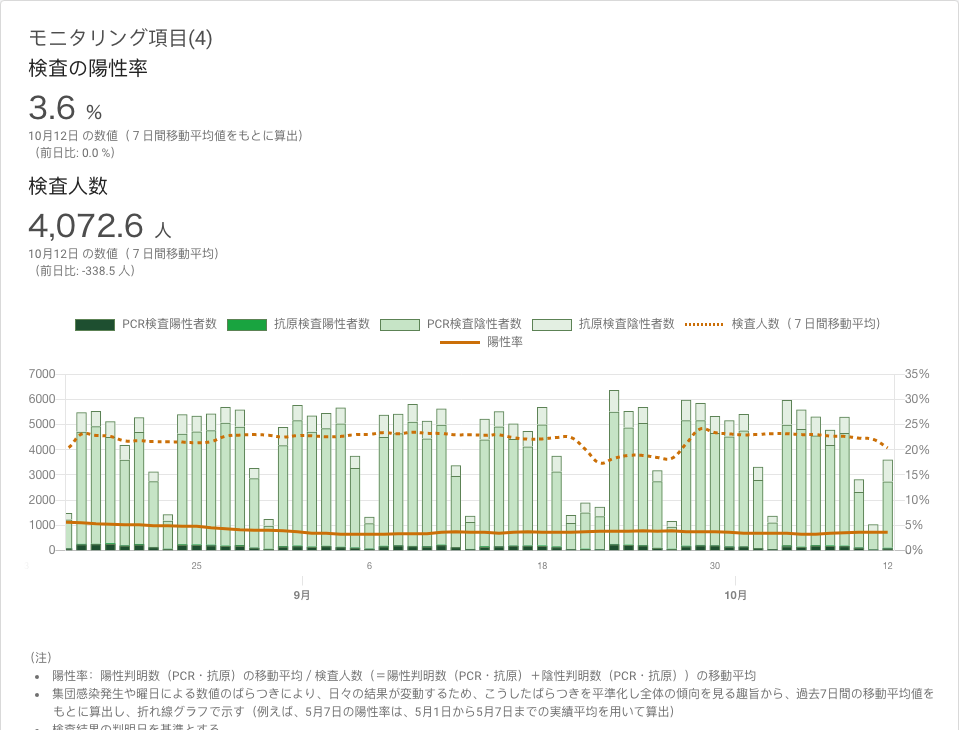 モニタリング項目(4)
検査の陽性率
3.6 %
10月12日 の数値（７日間移動平均値をもとに算出）
（前日比: 0.0 %）
検査人数
4,072.6 人
10月12日 の数値（７日間移動平均）
（前日比: -338.5 人）
PCR検査陽性者数 抗原検査陽性者数 PCR検査陰性者数 抗原検査陰性者数 検査人数（７日間移動平均）
陽性率
7000 35%
6000 30%
5000 25%
4000 20%
3000 15%
2000 10%
1000 5%
0 0%
25 6 18 30 12
9月 10月
（注）
• 陽性率：陽性判明数（PCR・抗原）の移動平均 / 検査人数（＝陽性判明数（PCR・抗原）＋陰性判明数（PCR・抗原））の移動平均
• 集団感染発生や曜日による数値のばらつきにより、日々の結果が変動するため、こうしたばらつきを平準化し全体の傾向を見る趣旨から、過去7日間の移動平均値を
もとに算出し、折れ線グラフで示す（例えば、5月7日の陽性率は、5月1日から5月7日までの実績平均を用いて算出）
• 検査結果の判明日を基準とする